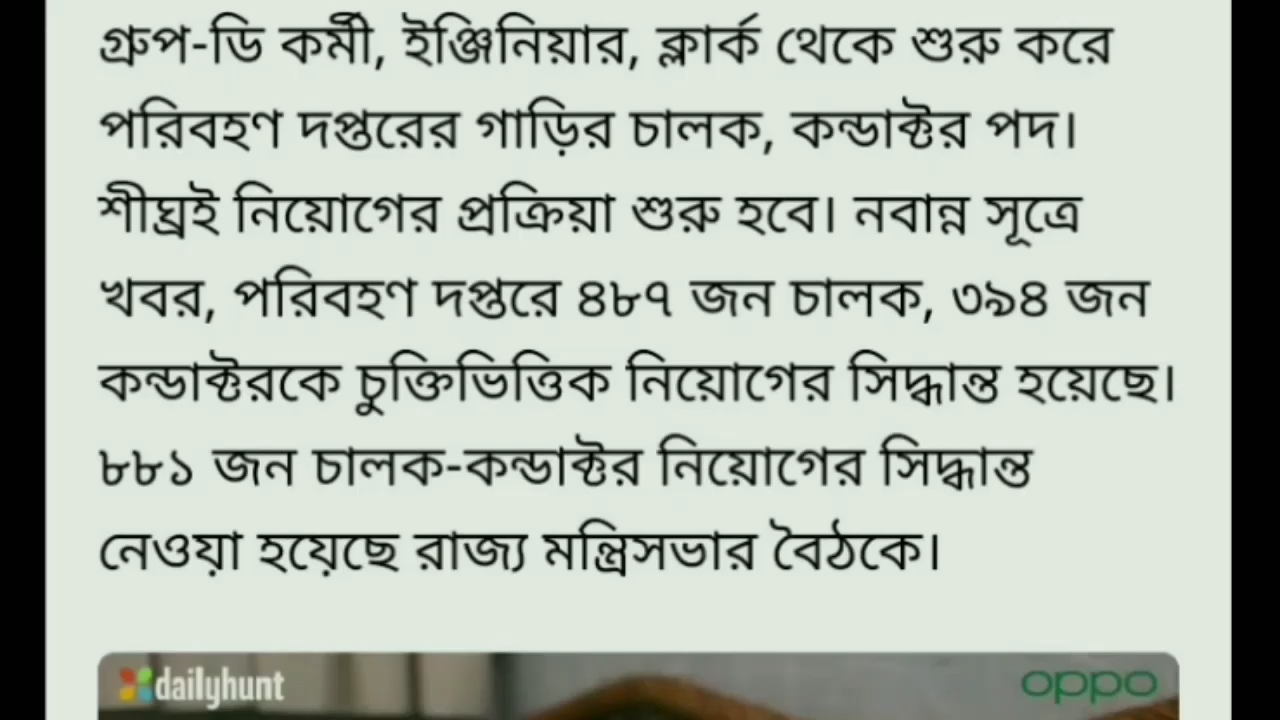 গ্রুপ-ডি কর্মী, ইঞ্জিনিয়ার, ক্লার্ক থেকে শুরু করে
পরিবহণ দপ্তরের গাড়ির চালক, কন্ডাক্টর পদ।
শীঘ্রই নিয়োগের প্রক্রিয়া শুরু হবে। নবান্ন সূত্রে
খবর, পরিবহণ দপ্তরে ৪৮৭ জন চালক, ৩৯৪ জন
কন্ডাক্টরকে চুক্তিভিত্তিক নিয়োগের সিদ্ধান্ত হয়েছে।
৮৮১ জন চালক-কন্ডাক্টর নিয়োগের সিদ্ধান্ত
নেওয়া হয়েছে রাজ্য মন্ত্রিসভার বৈঠকে।
dailyhunt
oppo